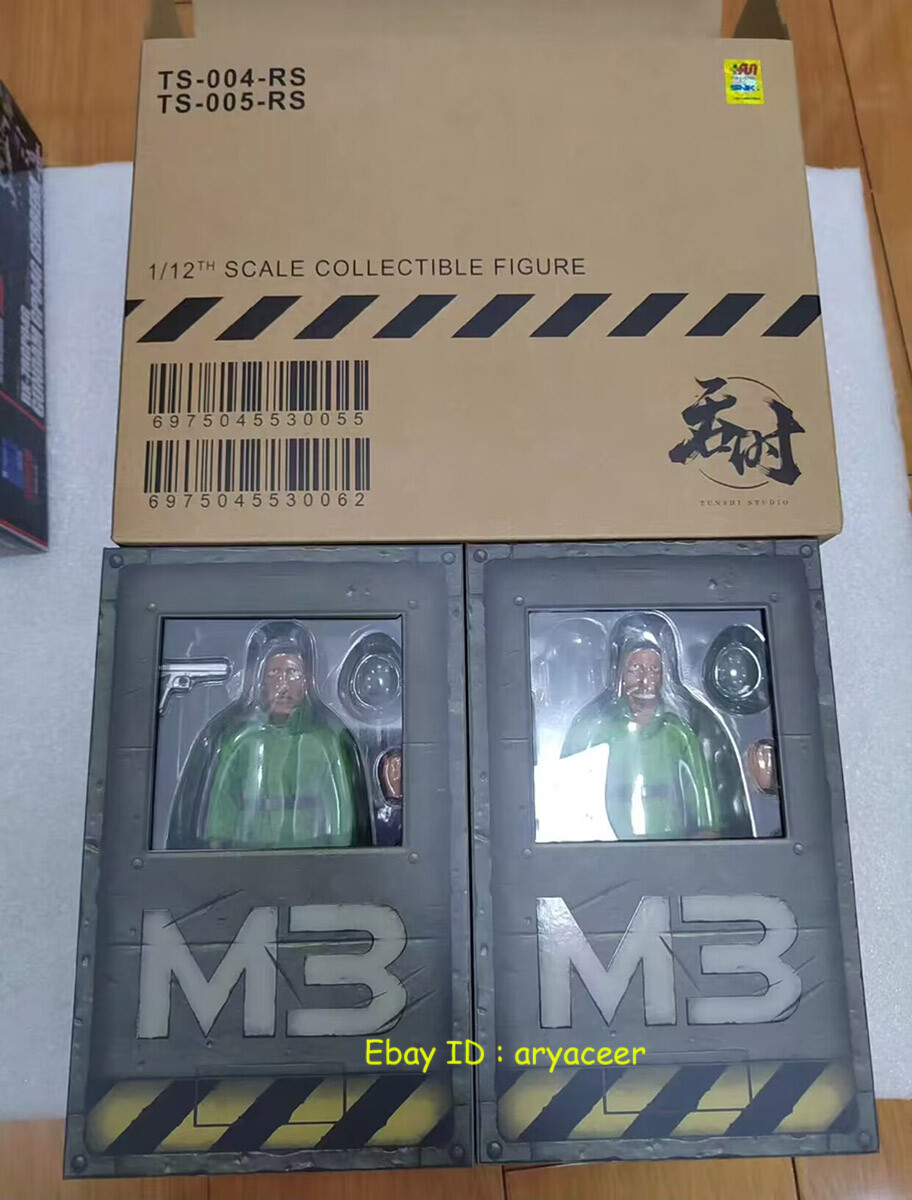 TS-004-RS
TS-005-RS
SNK
1/12TH SCALE COLLECTIBLE FIGURE
6975045530055
6975045530062
吞时
TUNSHI STUDIO
M3
M3
Ebay ID : aryaceer